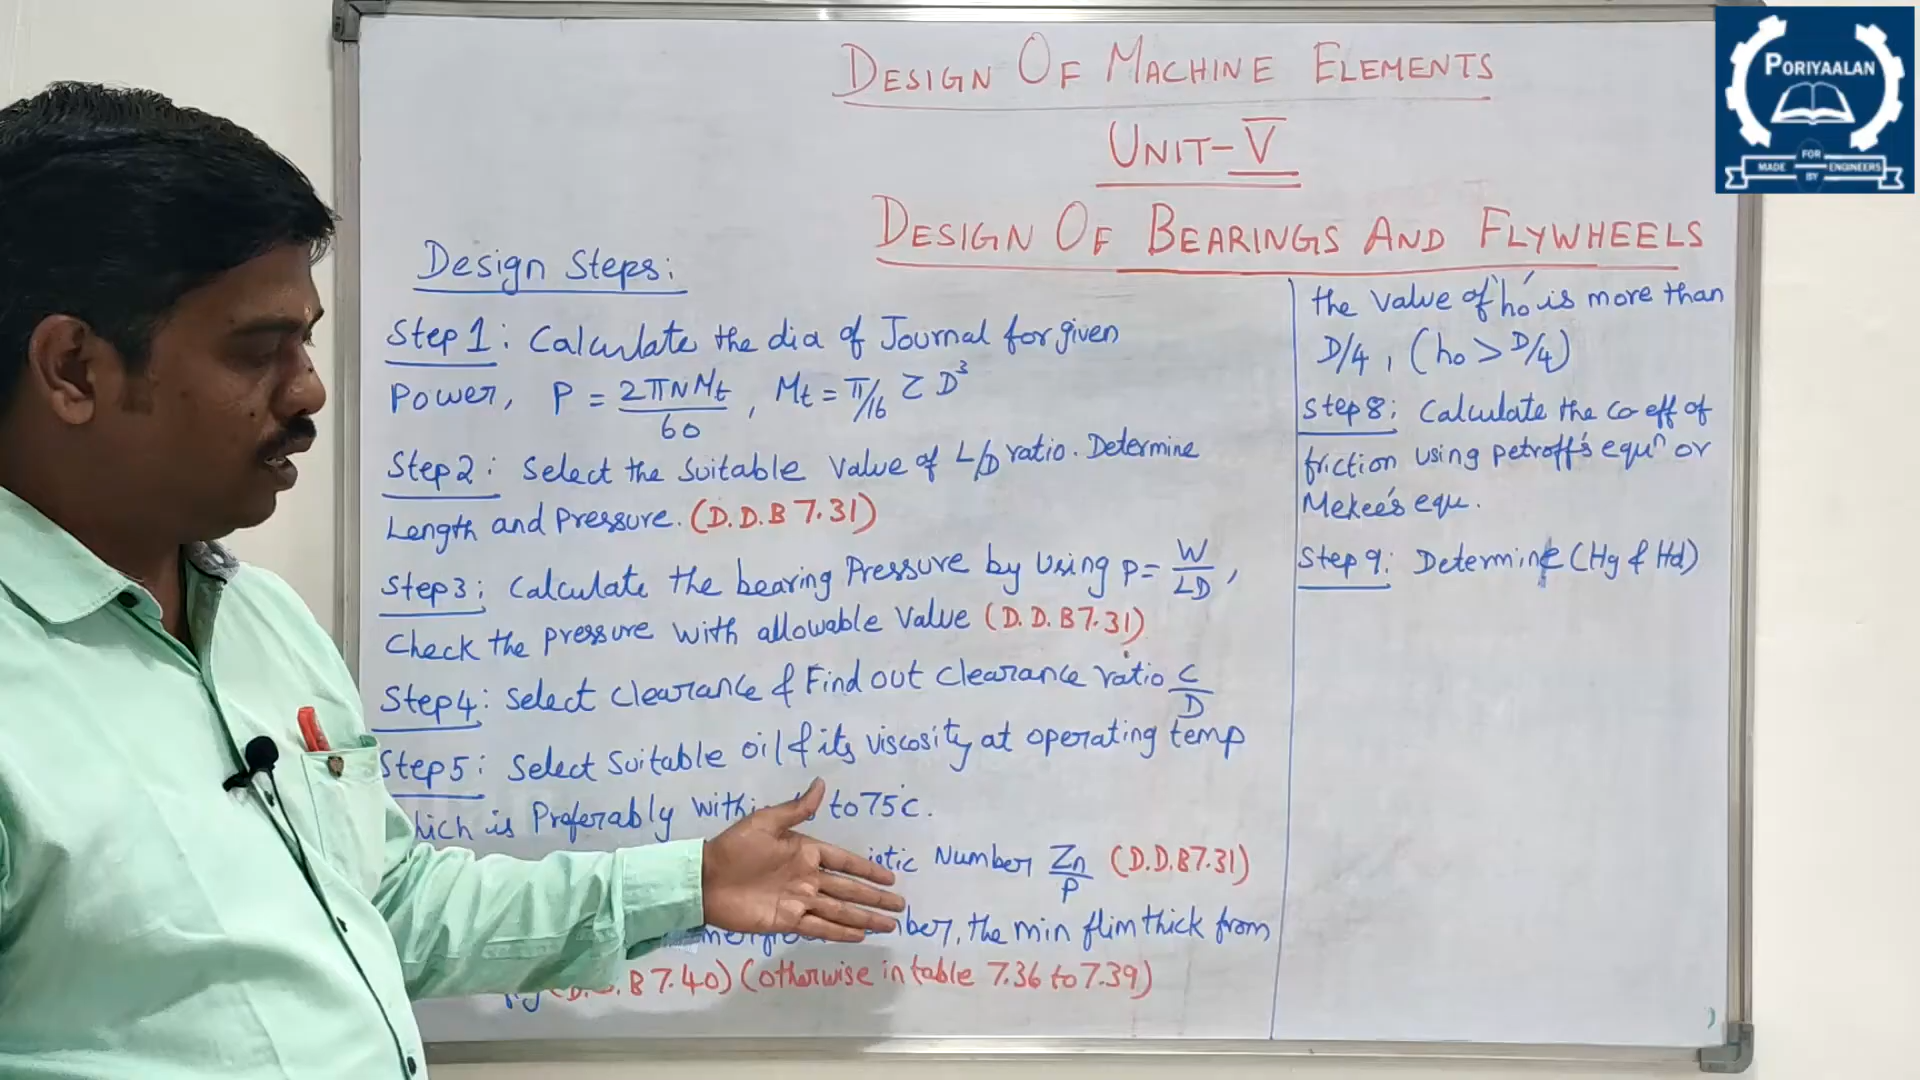 DESIGN OF MACHINE ELEMENTS
UNIT-V
DESIGN OF BEARINGS AND FLYWHEELS
Design Steps:
Step 1: Calculate the dia of Journal for given
Power, P = 2πNMt/60, Mt = π/16 τ D³
Step 2: Select the Suitable Value of L/D ratio. Determine
Length and Pressure. (D.D.B 7.31)
Step 3: Calculate the bearing Pressure by Using P = W/LD,
Check the Pressure with allowable Value (D.D.B 7.31)
Step 4: Select Clearance & Find out Clearance ratio C/D
Step 5: Select Suitable oil & its viscosity at operating temp
is Preferably to 75°C.
Number Zn/P (D.D.B 7.31)
the min flim thick from
fig B 7.40) (otherwise in table 7.36 to 7.39)
the Value of 'ho' is more than
D/4, (ho > D/4)
Step 8: Calculate the Co-eff of
friction using petroff's equⁿ or
Mekee's equ.
Step 9: Determine (Hg & Hd)
PORIYAALAN
MADE FOR BY ENGINEERS